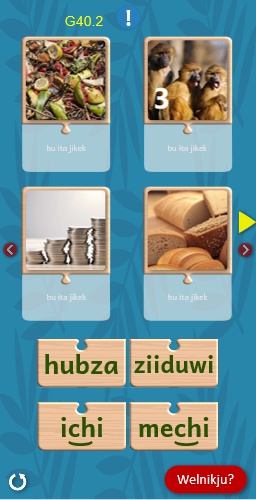 G40.2 !
3
bu ita jikek
bu ita jikek
bu ita jikek
bu ita jikek
hubza
ziiduwi
ichi
mechi
Welnikju?